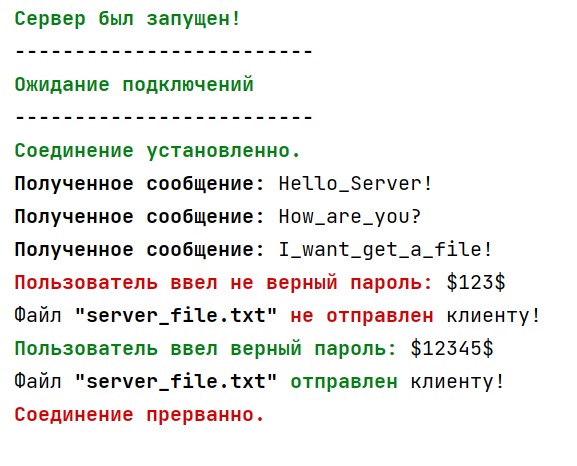 Сервер был запущен!
-------------------------
Ожидание подключений
-------------------------
Соединение установленно.
Полученное сообщение: Hello_Server!
Полученное сообщение: How_are_you?
Полученное сообщение: I_want_get_a_file!
Пользователь ввел не верный пароль: $123$
Файл "server_file.txt" не отправлен клиенту!
Пользователь ввел верный пароль: $12345$
Файл "server_file.txt" отправлен клиенту!
Соединение прерванно.